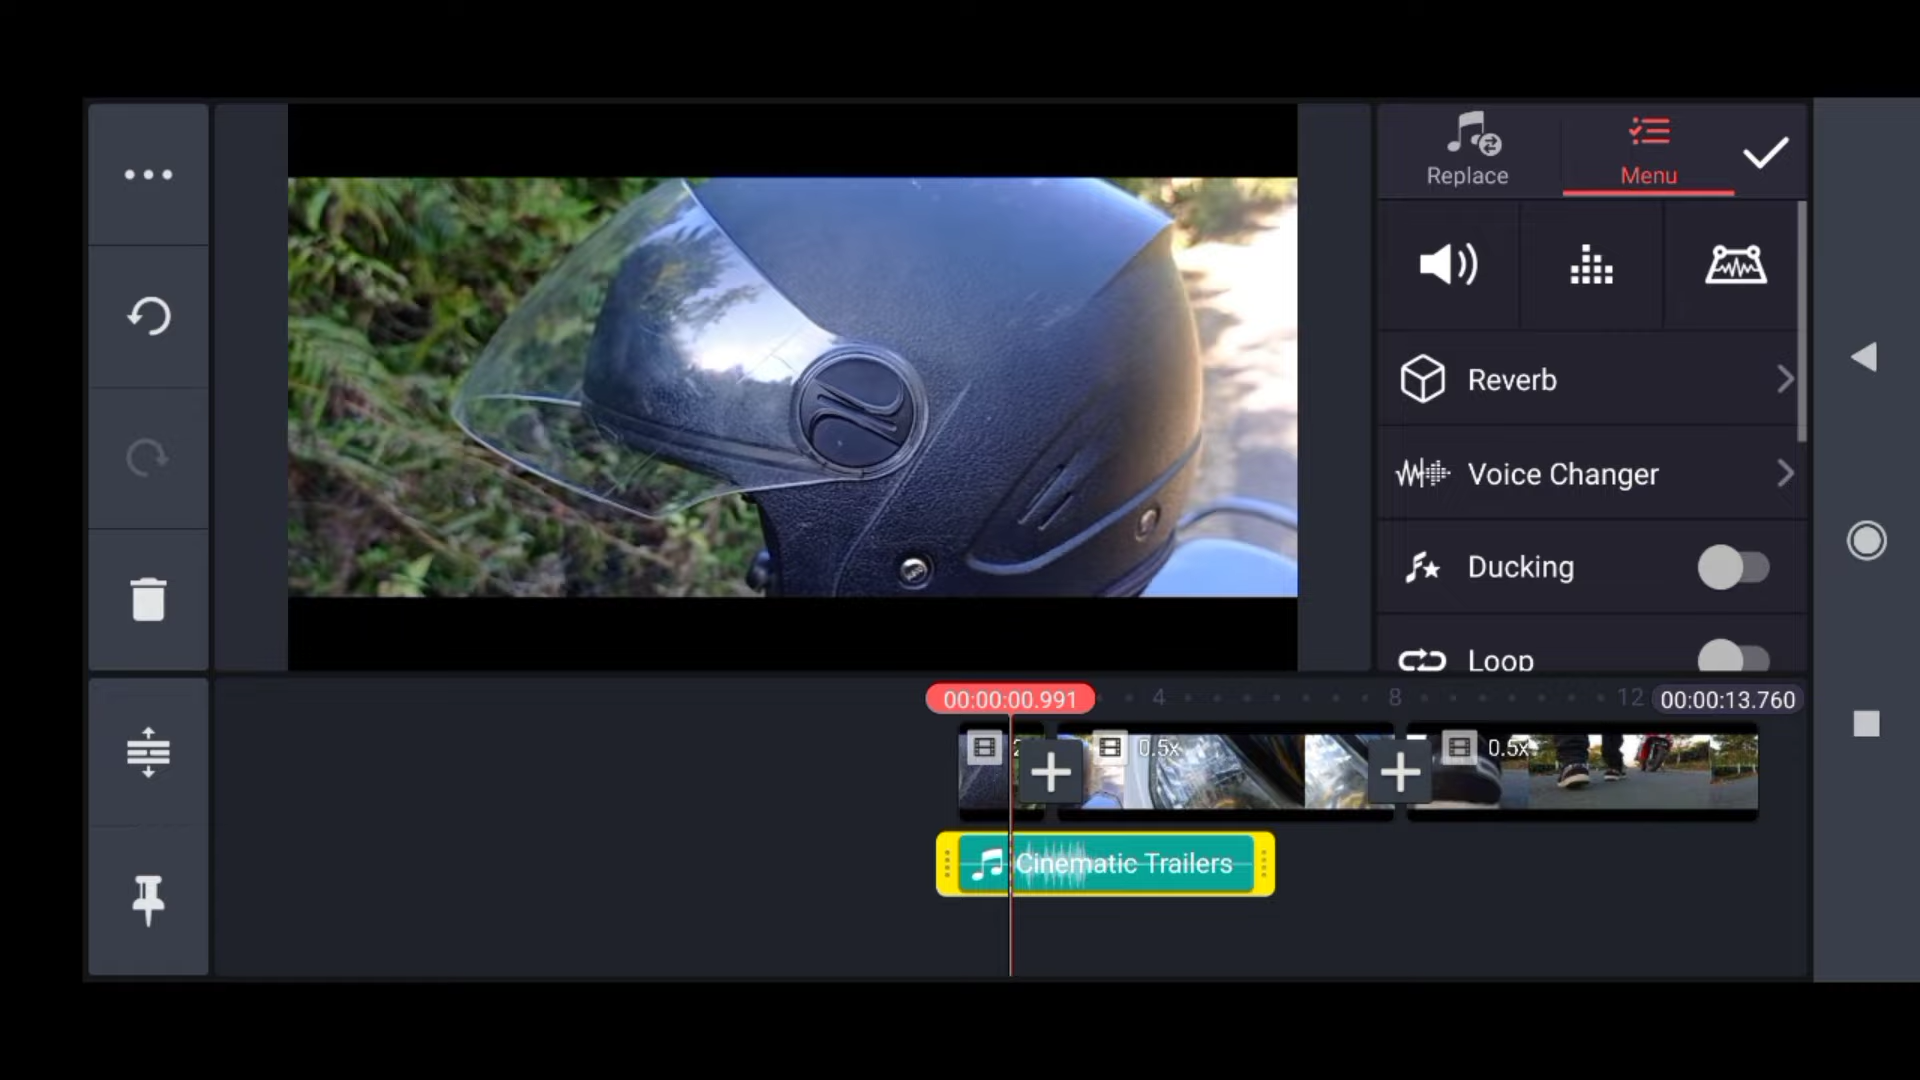 Replace
Menu
Reverb
Voice Changer
Ducking
Loop
00:00:00.991
4
8
12
00:00:13.760
0.5x
0.5x
Cinematic Trailers